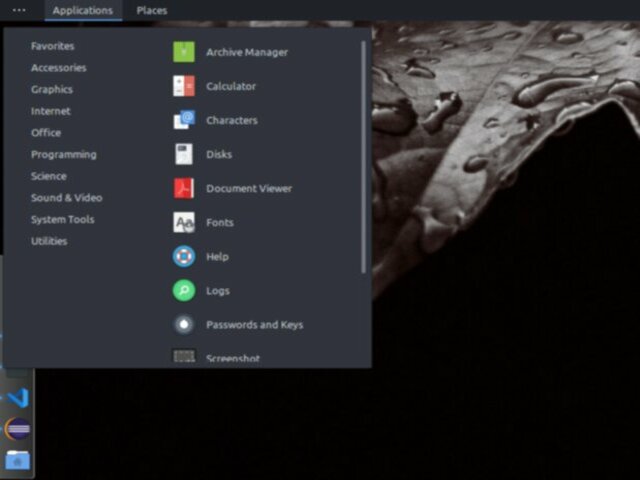 Applications Places
Favorites
Accessories
Graphics
Internet
Office
Programming
Science
Sound & Video
System Tools
Utilities
Archive Manager
Calculator
Characters
Disks
Document Viewer
Fonts
Help
Logs
Passwords and Keys
Screenshot